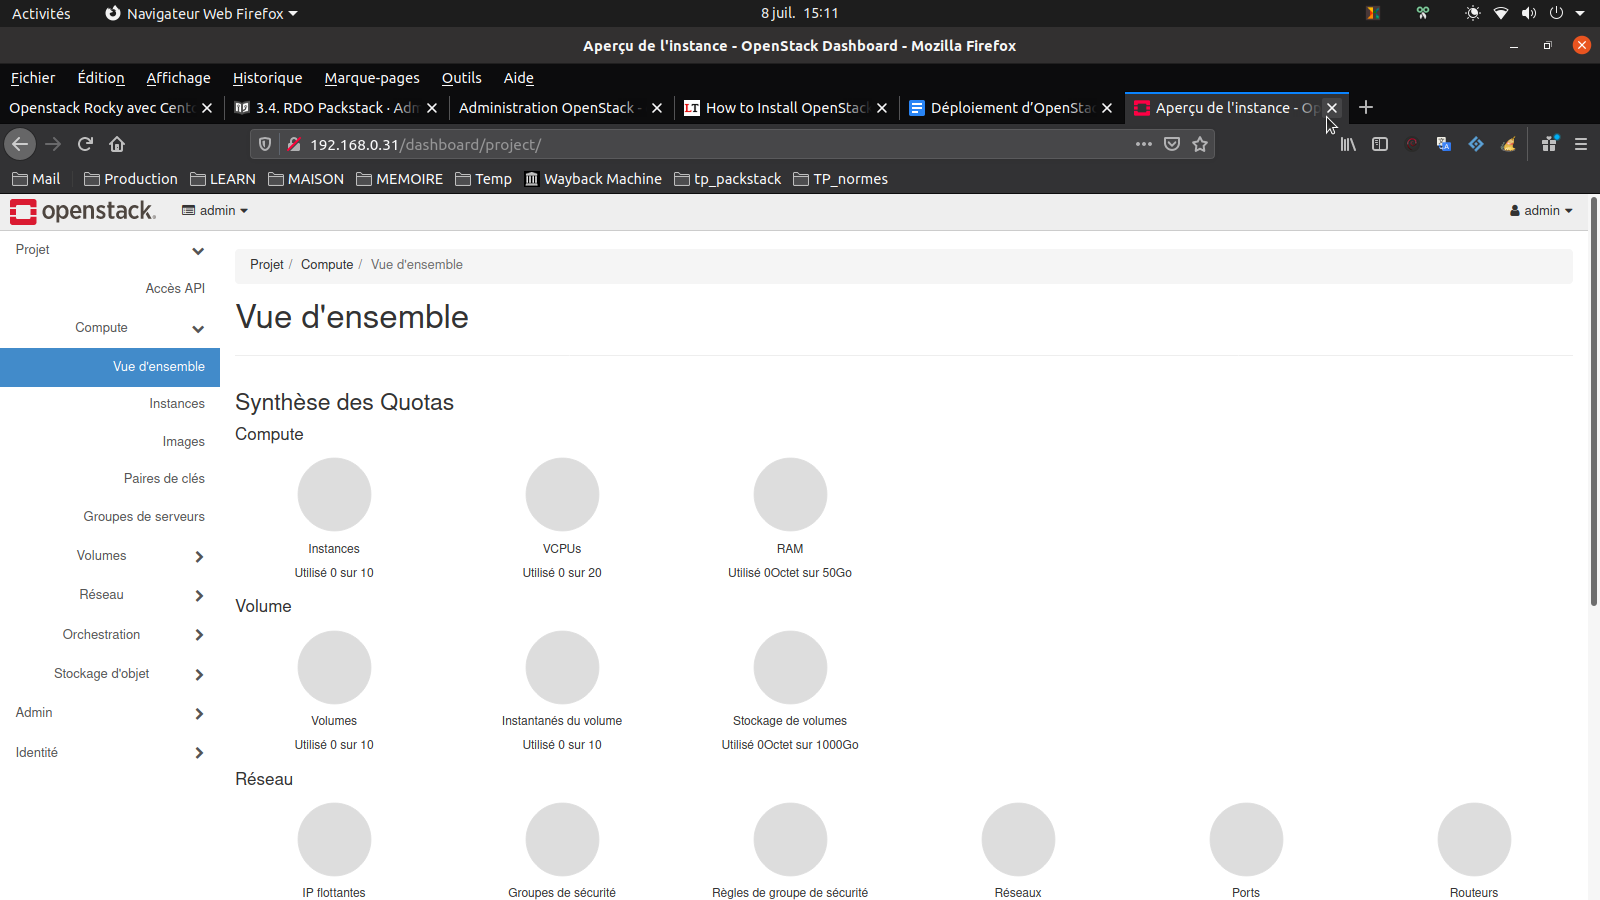 Activités Navigateur Web Firefox 8 juil. 15:11
Aperçu de l'instance - OpenStack Dashboard - Mozilla Firefox
Fichier Édition Affichage Historique Marque-pages Outils Aide
Openstack Rocky avec Cent 3.4. RDO Packstack · Adm Administration OpenStack - How to Install OpenStack Déploiement d'OpenSta Aperçu de l'instance - Op
192.168.0.31/dashboard/project/
Mail Production LEARN MAISON MEMOIRE Temp Wayback Machine tp_packstack TP_normes
openstack. admin admin
Projet
Accès API
Compute
Vue d'ensemble
Instances
Images
Paires de clés
Groupes de serveurs
Volumes
Réseau
Orchestration
Stockage d'objet
Admin
Identité
Projet / Compute / Vue d'ensemble
Vue d'ensemble
Synthèse des Quotas
Compute
Instances VCPUs RAM
Utilisé 0 sur 10 Utilisé 0 sur 20 Utilisé 0Octet sur 50Go
Volume
Volumes Instantanés du volume Stockage de volumes
Utilisé 0 sur 10 Utilisé 0 sur 10 Utilisé 0Octet sur 1000Go
Réseau
IP flottantes Groupes de sécurité Règles de groupe de sécurité Réseaux Ports Routeurs